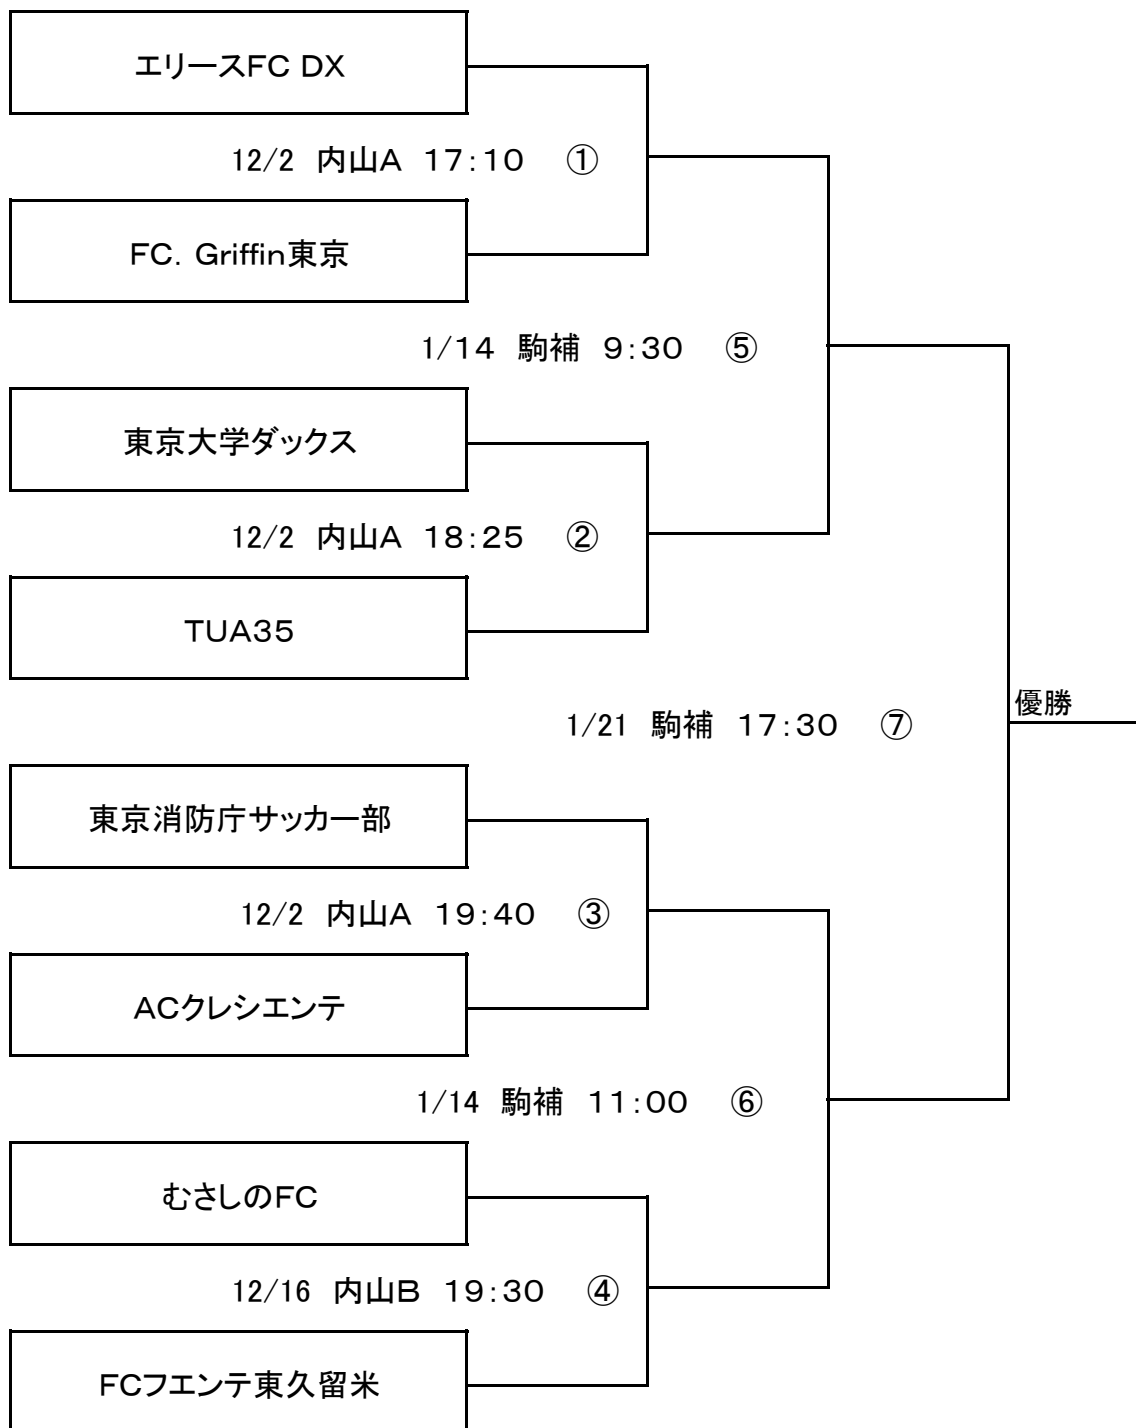 エリースFC DX
12/2 内山A 17：10 ①
FC．Griffin東京
1/14 駒補 9：30 ⑤
東京大学ダックス
12/2 内山A 18：25 ②
TUA35
優勝
1/21 駒補 17：30 ⑦
東京消防庁サッカー部
12/2 内山A 19：40 ③
ACクレシエンテ
1/14 駒補 11：00 ⑥
むさしのFC
12/16 内山B 19：30 ④
FCフエンテ東久留米